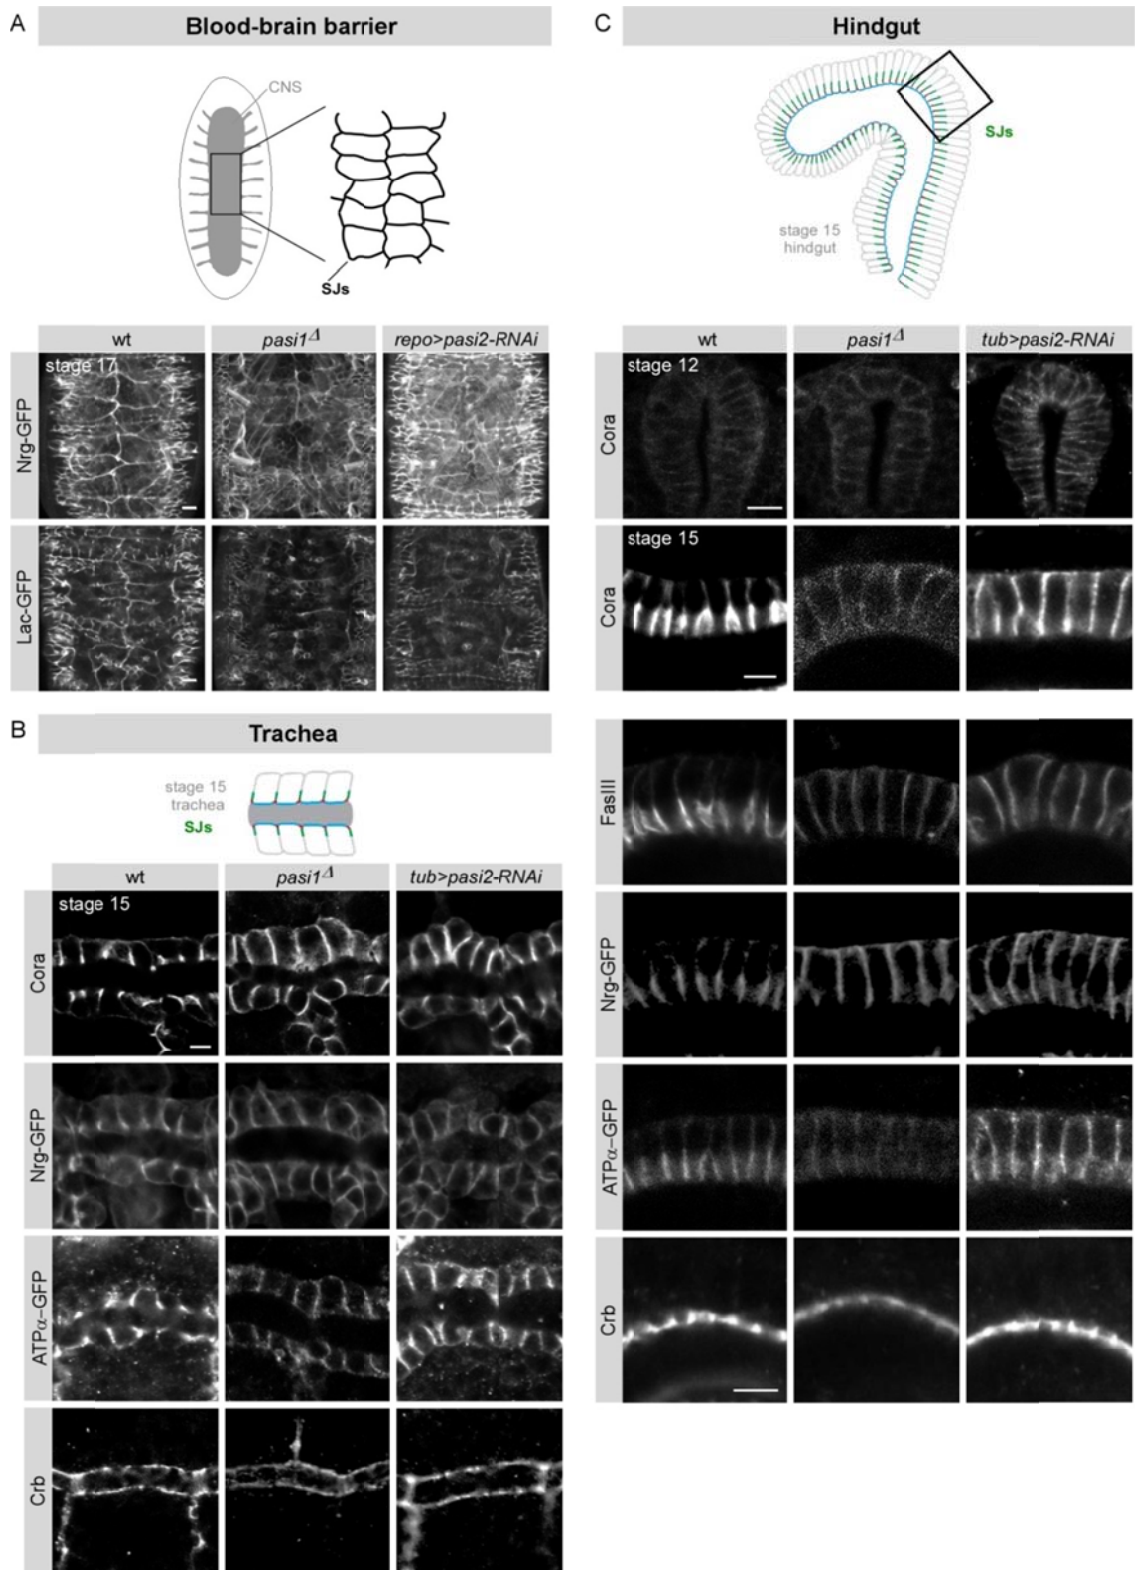 A
Blood-brain barrier
CNS
SJs
wt
pasi1Δ
repo>pasi2-RNAi
Nrg-GFP
stage 17
Lac-GFP
B
Trachea
stage 15
trachea
SJs
wt
pasi1Δ
tub>pasi2-RNAi
Cora
stage 15
Nrg-GFP
ATPα–GFP
Crb
C
Hindgut
SJs
stage 15
hindgut
wt
pasi1Δ
tub>pasi2-RNAi
Cora
stage 12
Cora
stage 15
FasIII
Nrg-GFP
ATPα–GFP
Crb